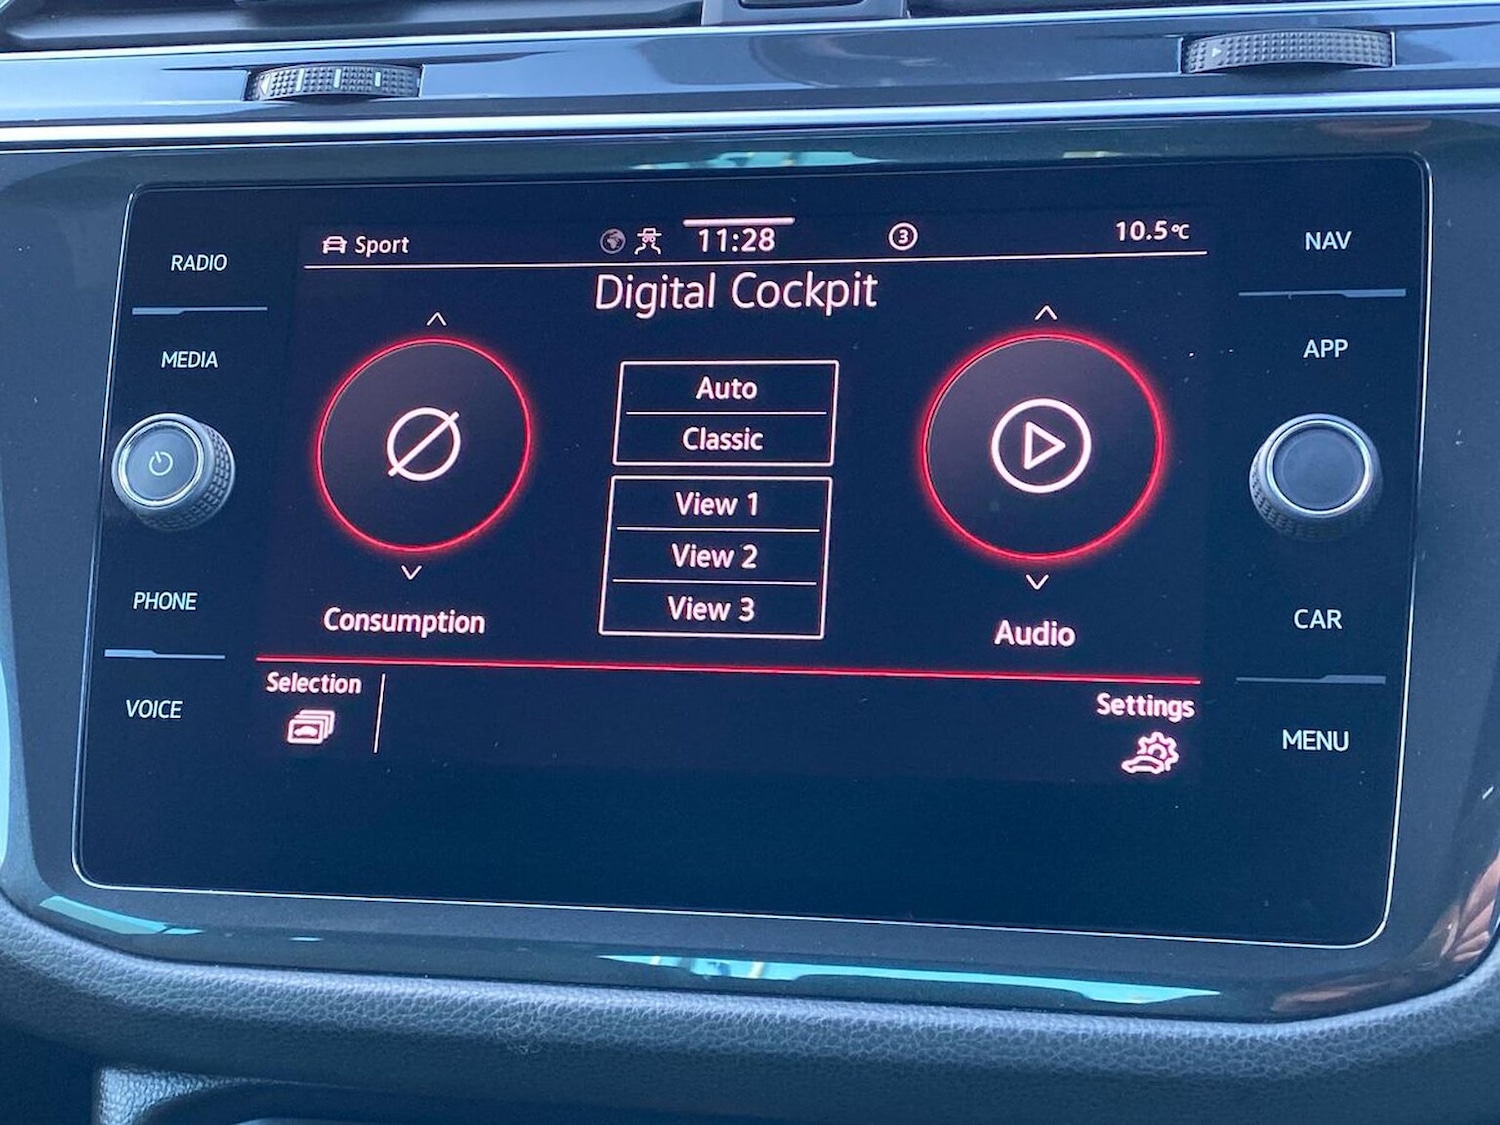 Sport
11:28
3
10.5°C
Digital Cockpit
Auto
Classic
View 1
View 2
View 3
Consumption
Audio
Selection
Settings
RADIO
MEDIA
PHONE
VOICE
NAV
APP
CAR
MENU